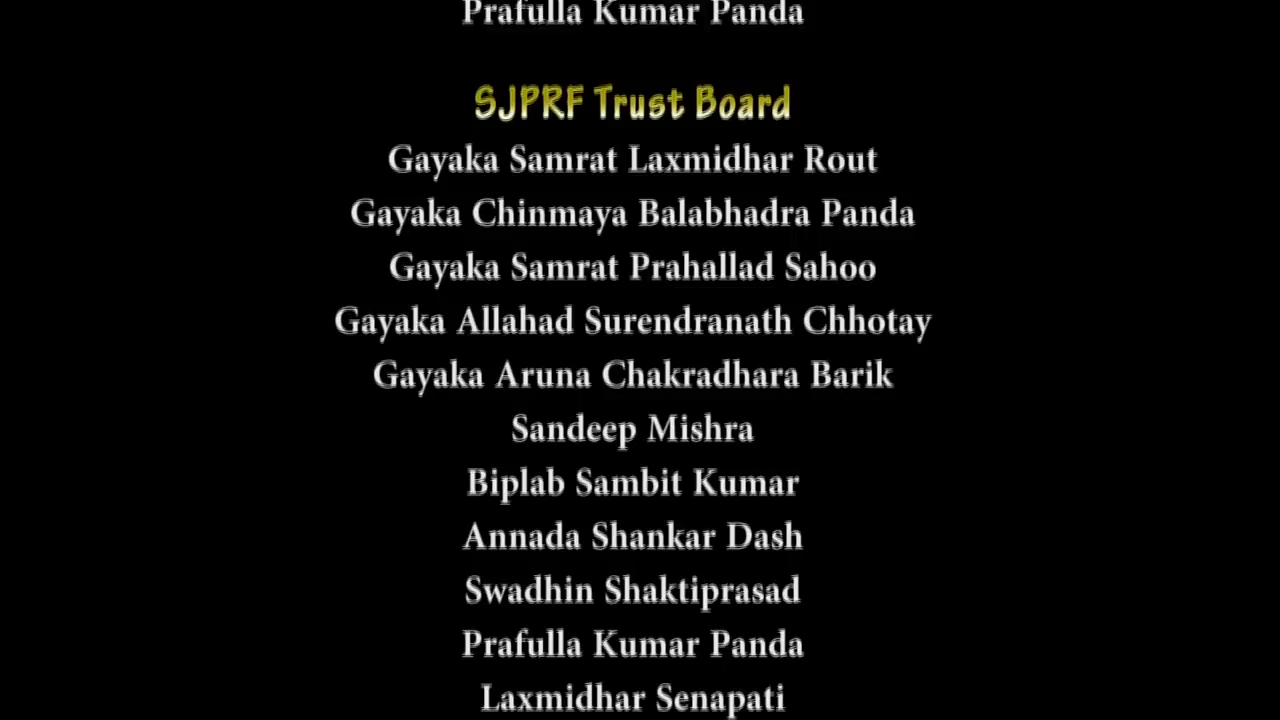 Prafulla Kumar Panda
SJPRF Trust Board
Gayaka Samrat Laxmidhar Rout
Gayaka Chinmaya Balabhadra Panda
Gayaka Samrat Prahallad Sahoo
Gayaka Allahad Surendranath Chhotay
Gayaka Aruna Chakradhara Barik
Sandeep Mishra
Biplab Sambit Kumar
Annada Shankar Dash
Swadhin Shaktiprasad
Prafulla Kumar Panda
Laxmidhar Senapati